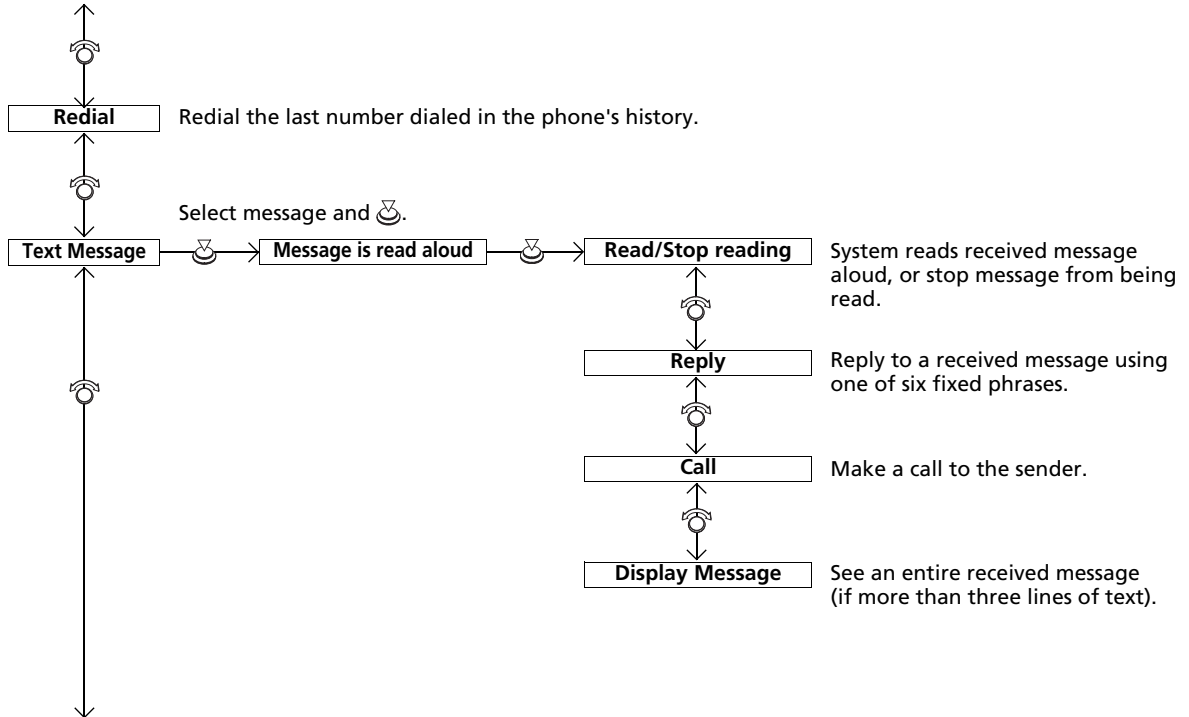 Redial
Redial the last number dialed in the phone's history.
Select message and .
Text Message
Message is read aloud
Read/Stop reading
System reads received message
aloud, or stop message from being
read.
Reply
Reply to a received message using
one of six fixed phrases.
Call
Make a call to the sender.
Display Message
See an entire received message
(if more than three lines of text).